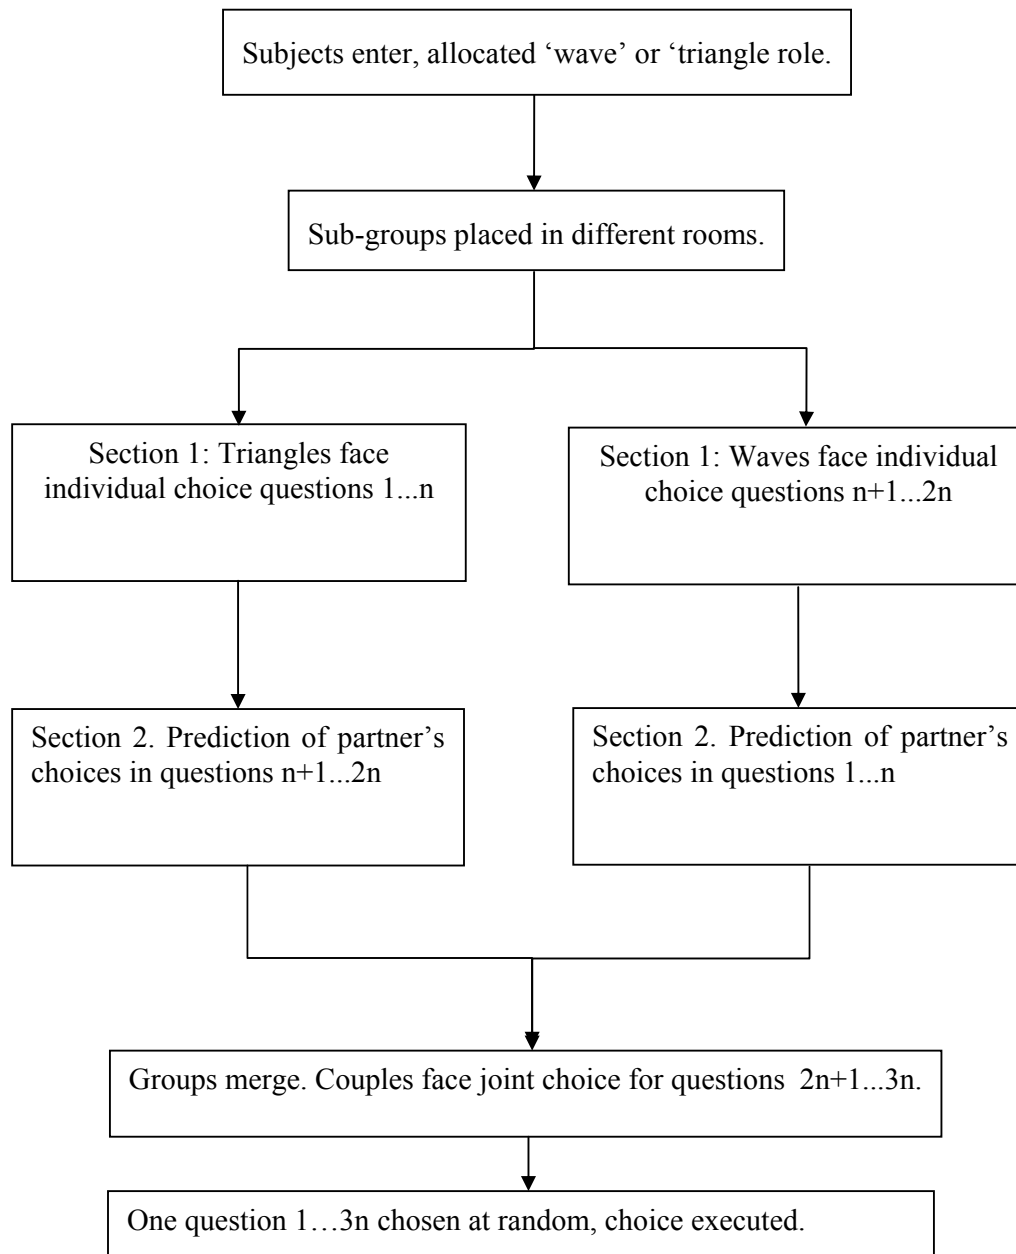 Subjects enter, allocated ‘wave’ or ‘triangle role.
Sub-groups placed in different rooms.
Section 1: Triangles face
individual choice questions 1...n
Section 1: Waves face individual
choice questions n+1...2n
Section 2. Prediction of partner’s
choices in questions n+1...2n
Section 2. Prediction of partner’s
choices in questions 1...n
Groups merge. Couples face joint choice for questions 2n+1...3n.
One question 1…3n chosen at random, choice executed.